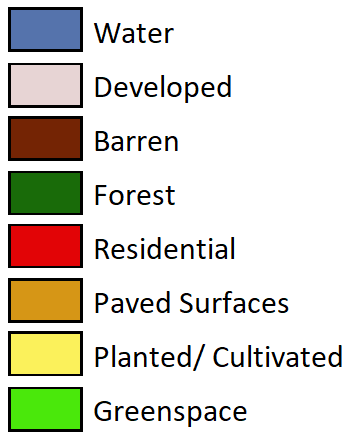 Water
Developed
Barren
Forest
Residential
Paved Surfaces
Planted/ Cultivated
Greenspace